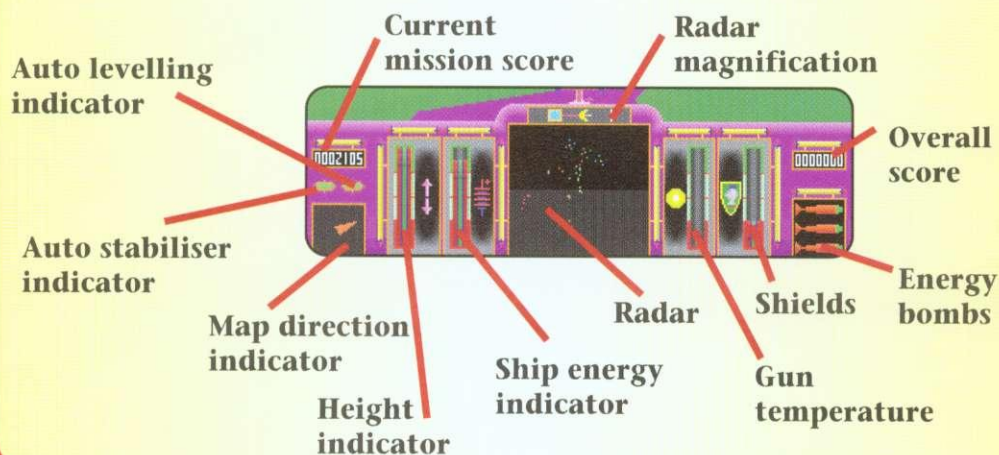 Current
mission score
Radar
magnification
Auto levelling
indicator
Overall
score
0002105
0000000
Auto stabiliser
indicator
Map direction
indicator
Height
indicator
Ship energy
indicator
Radar
Shields
Gun
temperature
Energy
bombs